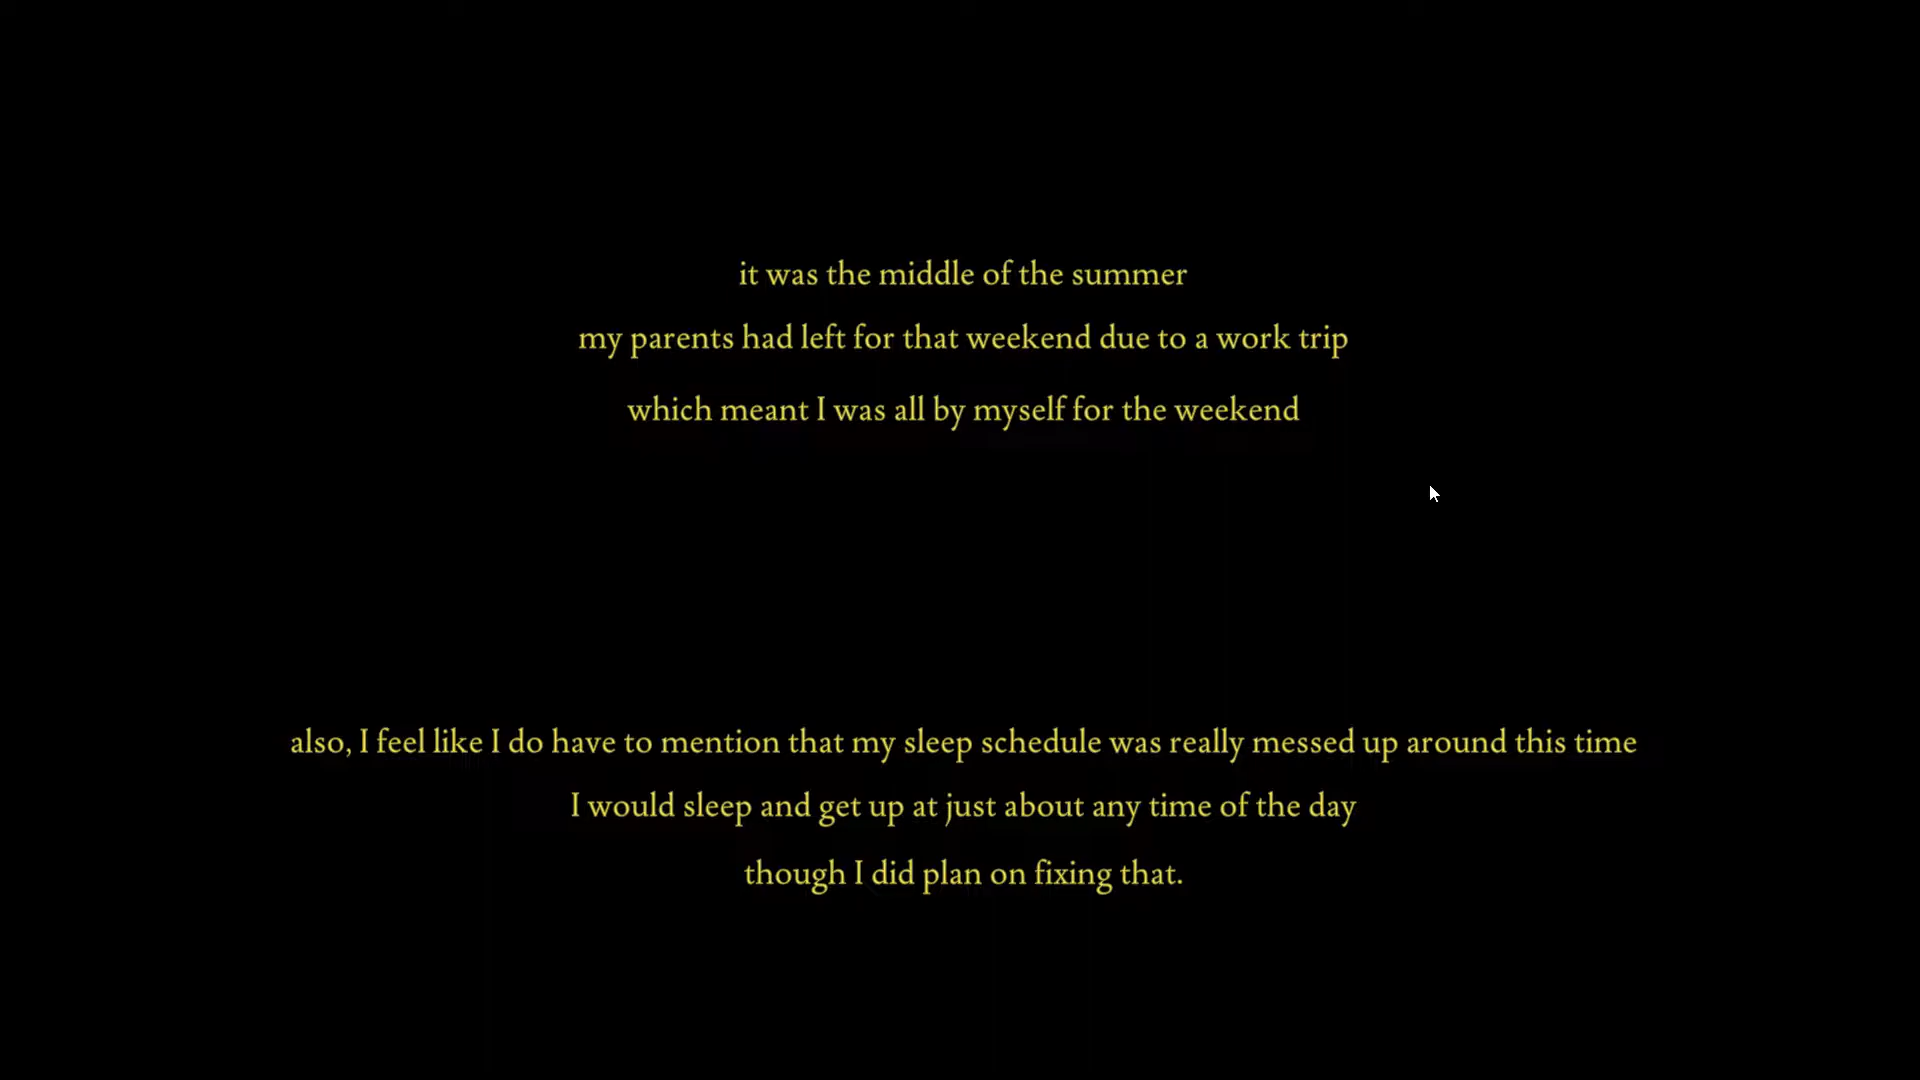 it was the middle of the summer
my parents had left for that weekend due to a work trip
which meant I was all by myself for the weekend
also, I feel like I do have to mention that my sleep schedule was really messed up around this time
I would sleep and get up at just about any time of the day
though I did plan on fixing that.